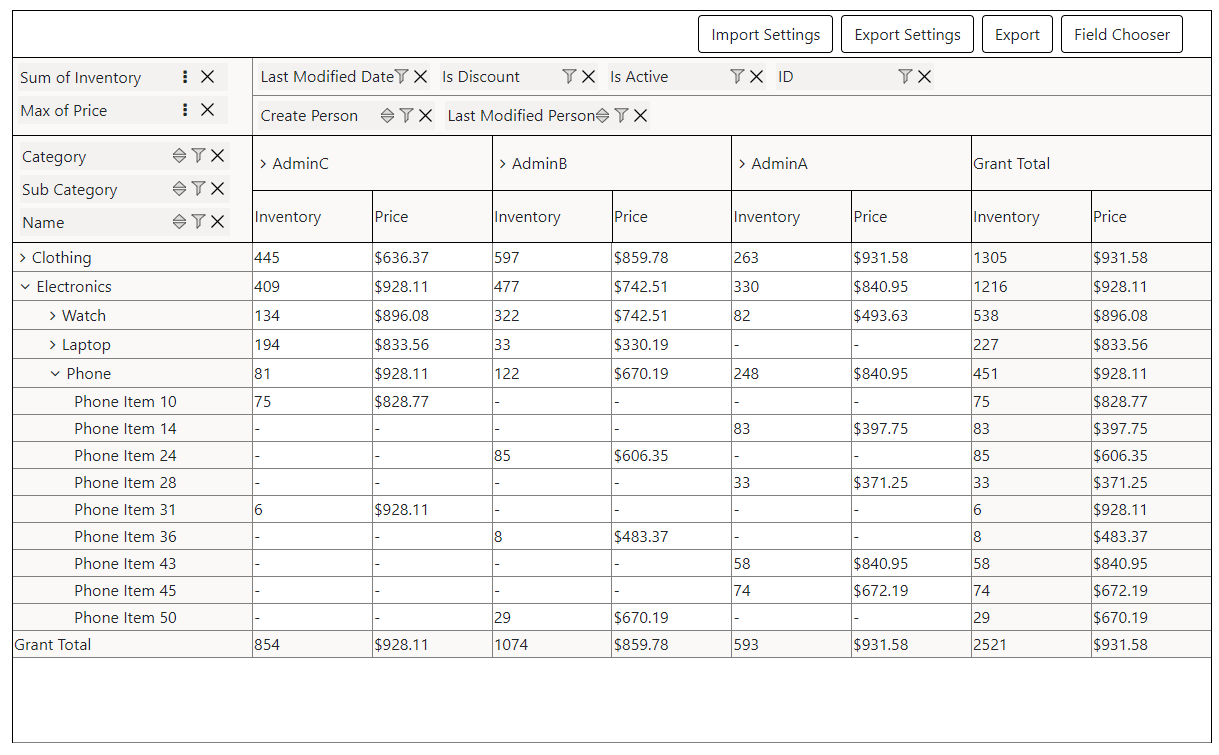 Import Settings Export Settings Export Field Chooser
Sum of Inventory Last Modified Date Is Discount Is Active ID
Max of Price Create Person Last Modified Person
Category AdminC AdminB AdminA Grant Total
Sub Category
Name Inventory Price Inventory Price Inventory Price Inventory Price
Clothing 445 $636.37 597 $859.78 263 $931.58 1305 $931.58
Electronics 409 $928.11 477 $742.51 330 $840.95 1216 $928.11
Watch 134 $896.08 322 $742.51 82 $493.63 538 $896.08
Laptop 194 $833.56 33 $330.19 - - 227 $833.56
Phone 81 $928.11 122 $670.19 248 $840.95 451 $928.11
Phone Item 10 75 $828.77 - - - - 75 $828.77
Phone Item 14 - - - - 83 $397.75 83 $397.75
Phone Item 24 - - 85 $606.35 - - 85 $606.35
Phone Item 28 - - - - 33 $371.25 33 $371.25
Phone Item 31 6 $928.11 - - - - 6 $928.11
Phone Item 36 - - 8 $483.37 - - 8 $483.37
Phone Item 43 - - - - 58 $840.95 58 $840.95
Phone Item 45 - - - - 74 $672.19 74 $672.19
Phone Item 50 - - 29 $670.19 - - 29 $670.19
Grant Total 854 $928.11 1074 $859.78 593 $931.58 2521 $931.58